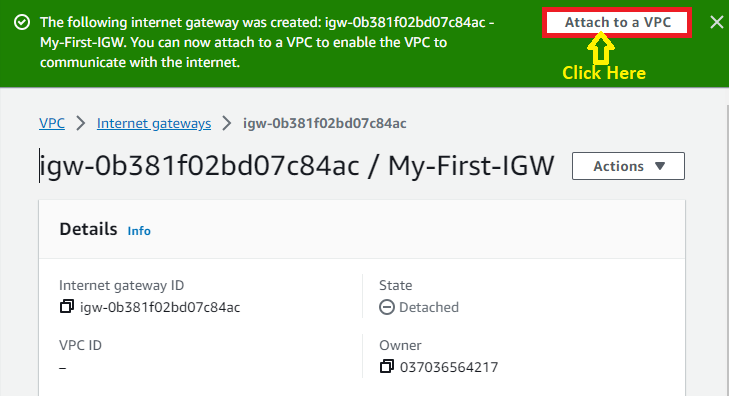 The following internet gateway was created: igw-0b381f02bd07c84ac -
My-First-IGW. You can now attach to a VPC to enable the VPC to
communicate with the internet.
Attach to a VPC
Click Here
VPC > Internet gateways > igw-0b381f02bd07c84ac
igw-0b381f02bd07c84ac / My-First-IGW
Actions
Details Info
Internet gateway ID
igw-0b381f02bd07c84ac
State
Detached
VPC ID
–
Owner
037036564217